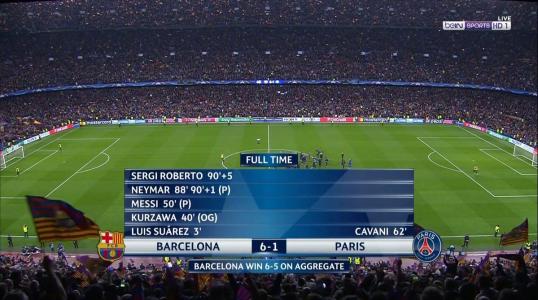 LIVE
beIN SPORTS HD 1
FULL TIME
SERGI ROBERTO 90'+5
NEYMAR 88' 90'+1 (P)
MESSI 50' (P)
KURZAWA 40' (OG)
LUIS SUÁREZ 3' CAVANI 62'
BARCELONA 6-1 PARIS
BARCELONA WIN 6-5 ON AGGREGATE